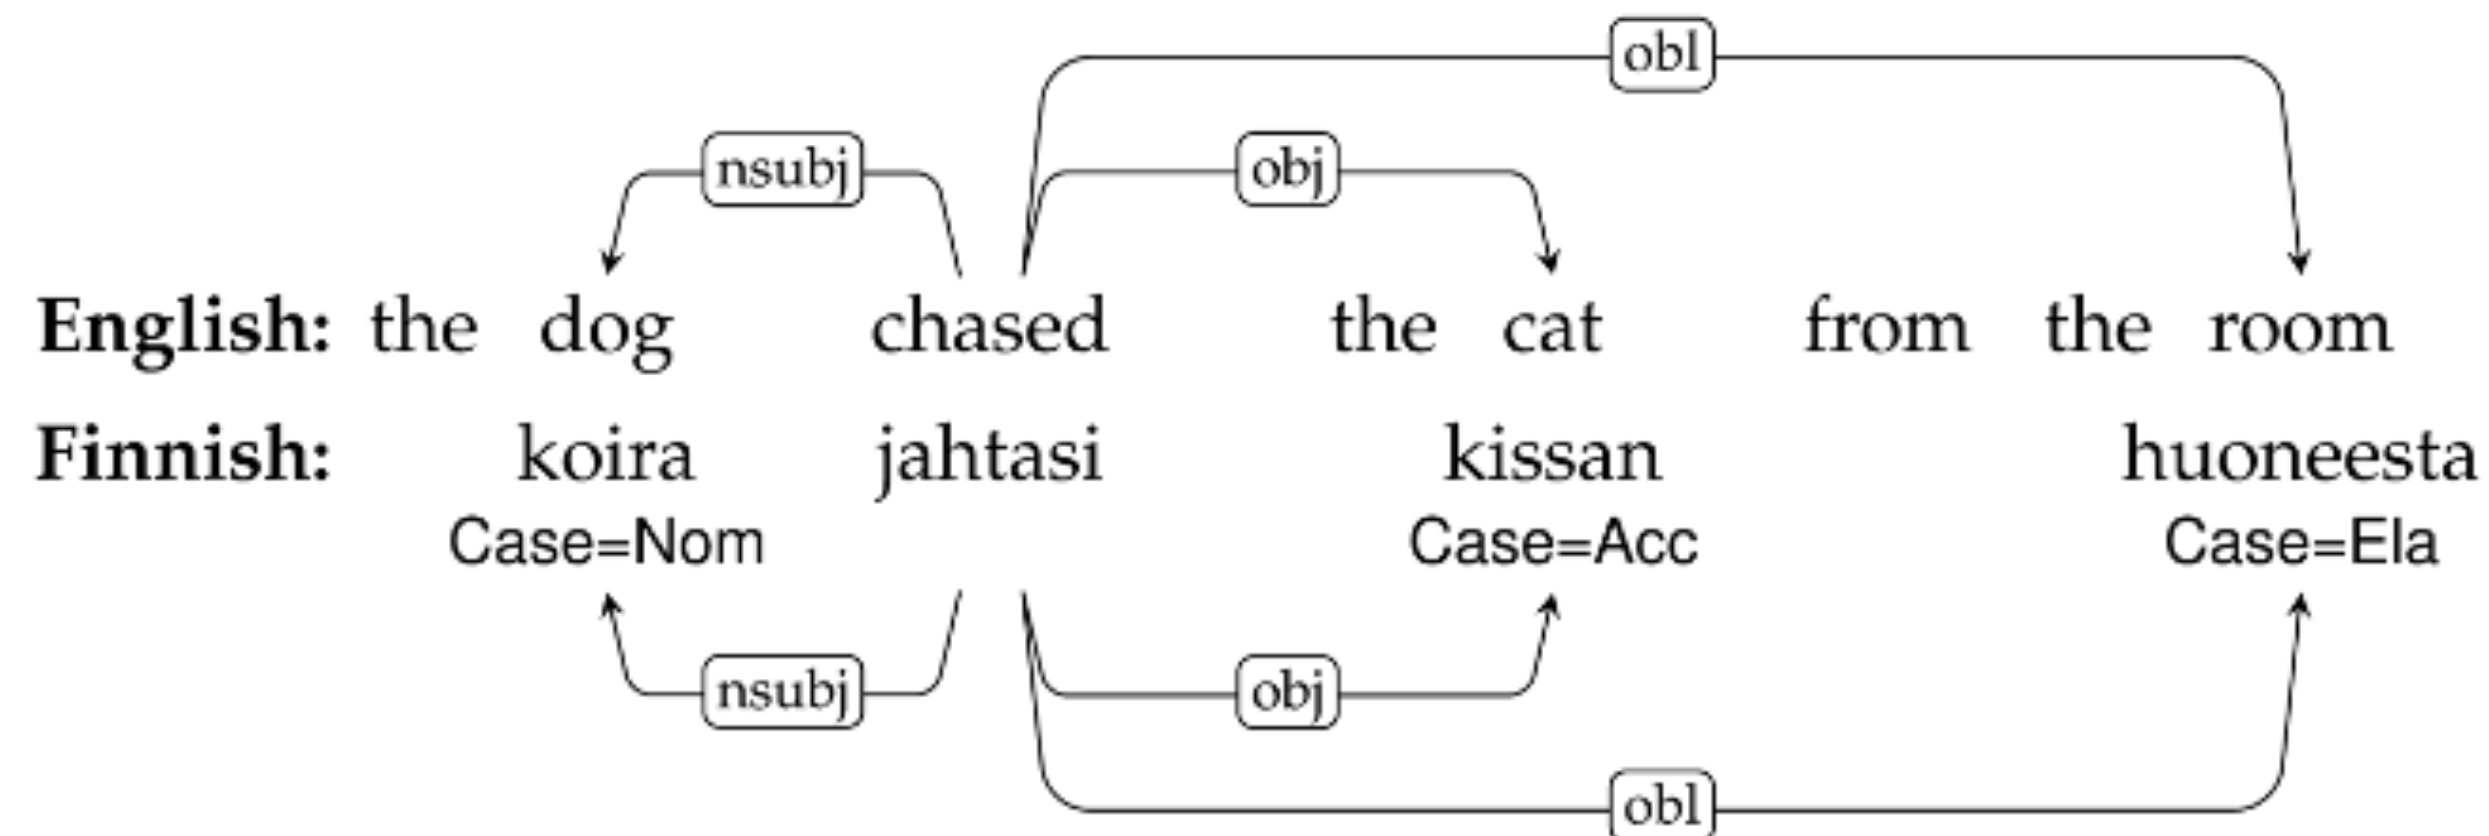 obl
nsubj obj
English: the dog chased the cat from the room
Finnish: koira jahtasi kissan huoneesta
Case=Nom Case=Acc Case=Ela
nsubj obj
obl